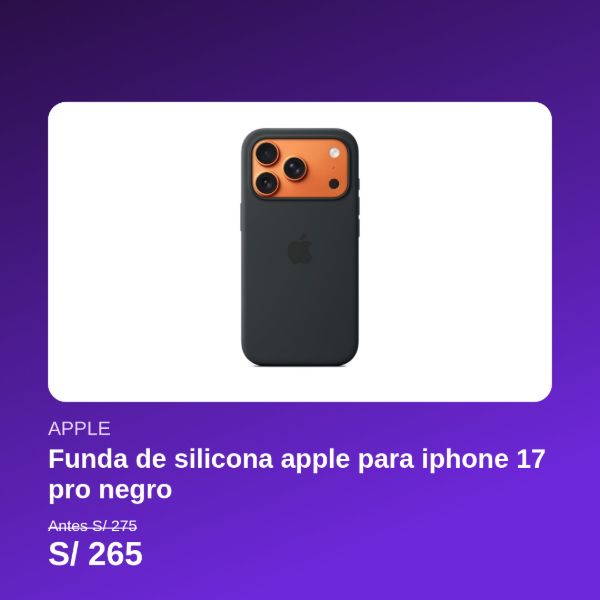 APPLE
Funda de silicona apple para iphone 17
pro negro
Antes S/ 275
S/ 265